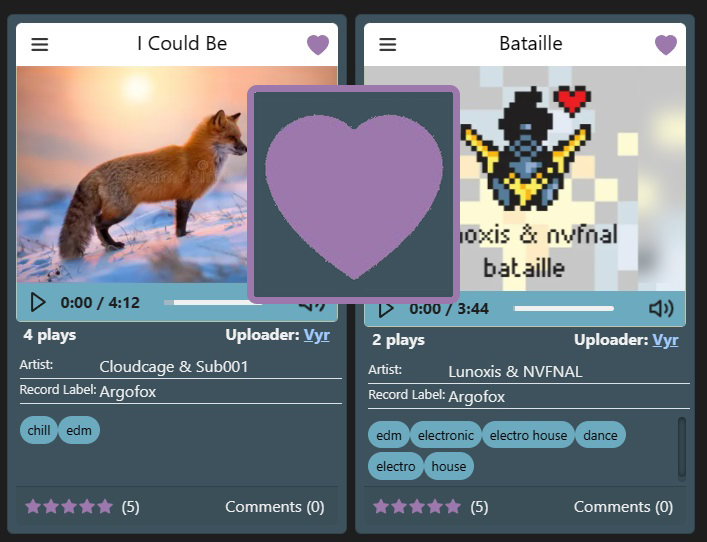 I Could Be
0:00 / 4:12
4 plays
Uploader: Vyr
Artist: Cloudcage & Sub001
Record Label: Argofox
chill edm
(5)
Comments (0)
Bataille
& nvfnal
bataille
0:00 / 3:44
2 plays
Uploader: Vyr
Artist: Lunoxis & NVFNAL
Record Label: Argofox
edm electronic electro house dance
electro house
(5)
Comments (0)